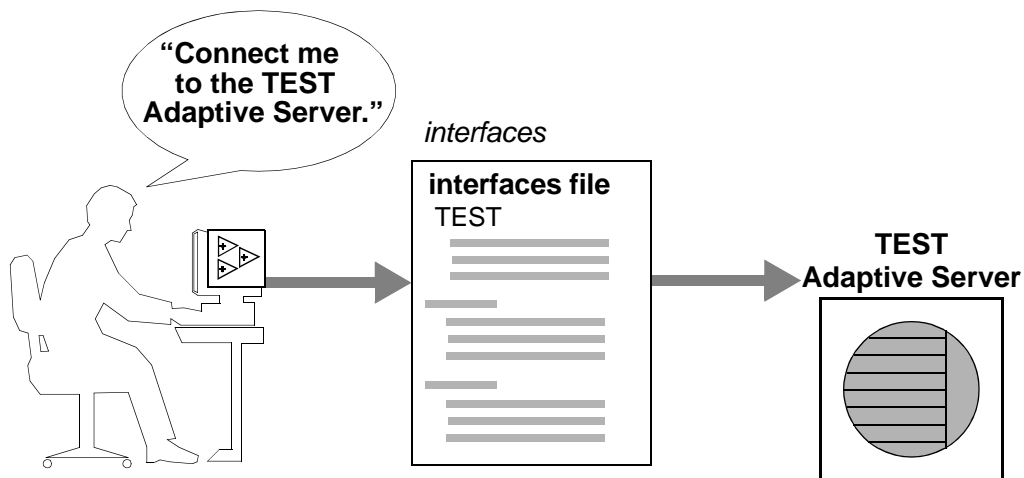 “Connect me
to the TEST
Adaptive Server.”
interfaces
interfaces file
TEST
TEST
Adaptive Server